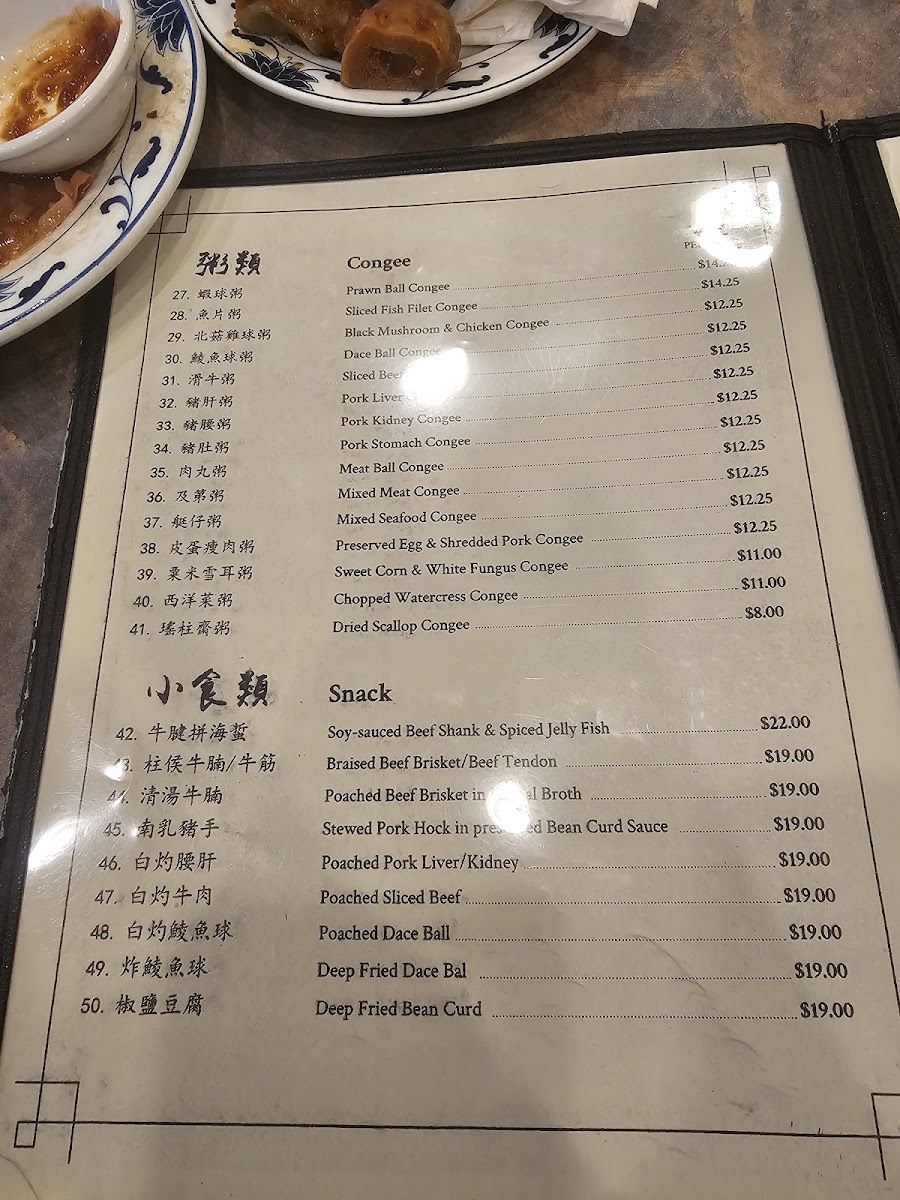 粥類 Congee
27. 蝦球粥 Prawn Ball Congee
28. 魚片粥 Sliced Fish Filet Congee $14.25
29. 北菇雞球粥 Black Mushroom & Chicken Congee $12.25
30. 鯪魚球粥 Dace Ball Congee $12.25
31. 滑牛粥 Sliced Beef $12.25
32. 豬肝粥 Pork Liver $12.25
33. 豬腰粥 Pork Kidney Congee $12.25
34. 豬肚粥 Pork Stomach Congee $12.25
35. 肉丸粥 Meat Ball Congee $12.25
36. 及第粥 Mixed Meat Congee $12.25
37. 艇仔粥 Mixed Seafood Congee $12.25
38. 皮蛋瘦肉粥 Preserved Egg & Shredded Pork Congee $12.25
39. 粟米雪耳粥 Sweet Corn & White Fungus Congee $11.00
40. 西洋菜粥 Chopped Watercress Congee $11.00
41. 瑤柱齋粥 Dried Scallop Congee $8.00
小食類 Snack
42. 牛腱拼海蜇 Soy-sauced Beef Shank & Spiced Jelly Fish $22.00
43. 柱侯牛腩/牛筋 Braised Beef Brisket/Beef Tendon $19.00
44. 清湯牛腩 Poached Beef Brisket in Broth $19.00
45. 南乳豬手 Stewed Pork Hock in Bean Curd Sauce $19.00
46. 白灼腰肝 Poached Pork Liver/Kidney $19.00
47. 白灼牛肉 Poached Sliced Beef $19.00
48. 白灼鯪魚球 Poached Dace Ball $19.00
49. 炸鯪魚球 Deep Fried Dace Bal $19.00
50. 椒鹽豆腐 Deep Fried Bean Curd $19.00